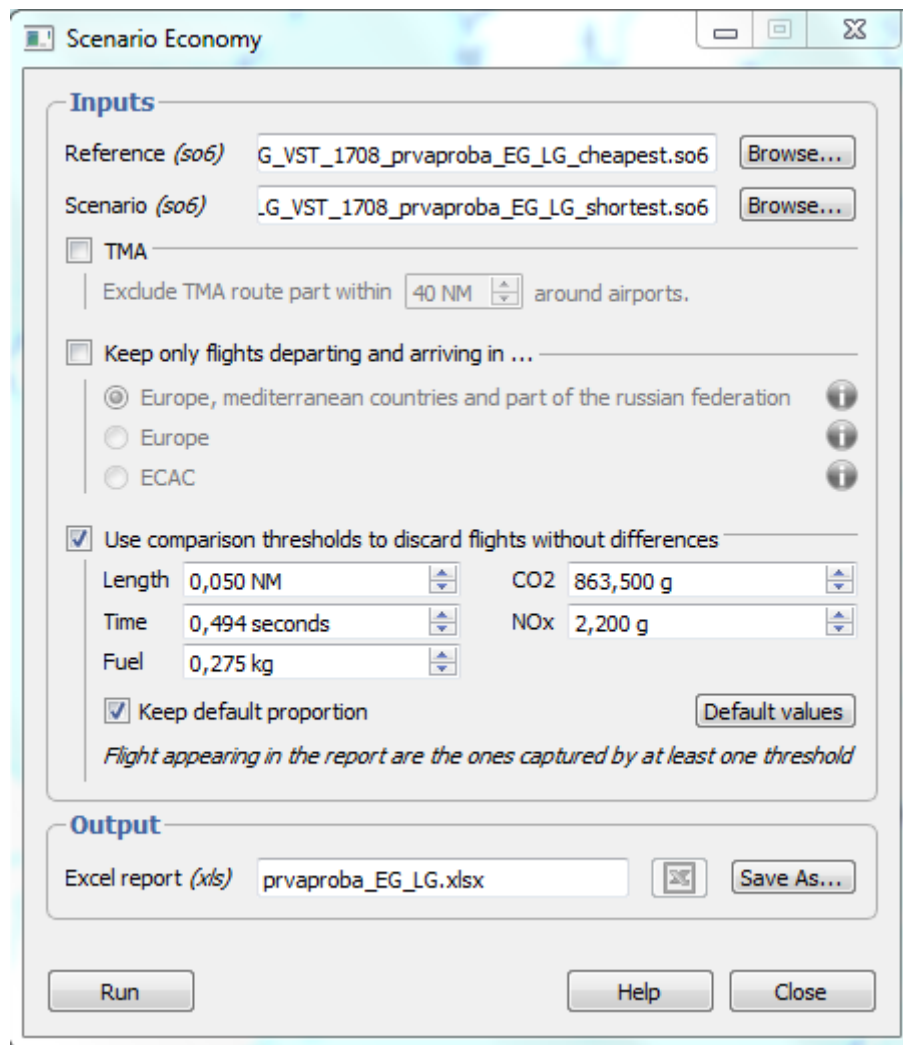 Scenario Economy
Inputs
Reference (so6) G_VST_1708_prvaproba_EG_LG_cheapest.so6 Browse...
Scenario (so6) .G_VST_1708_prvaproba_EG_LG_shortest.so6 Browse...
TMA
Exclude TMA route part within 40 NM around airports.
Keep only flights departing and arriving in ...
Europe, mediterranean countries and part of the russian federation
Europe
ECAC
Use comparison thresholds to discard flights without differences
Length 0,050 NM CO2 863,500 g
Time 0,494 seconds NOx 2,200 g
Fuel 0,275 kg
Keep default proportion Default values
Flight appearing in the report are the ones captured by at least one threshold
Output
Excel report (xls) prvaproba_EG_LG.xlsx Save As...
Run Help Close